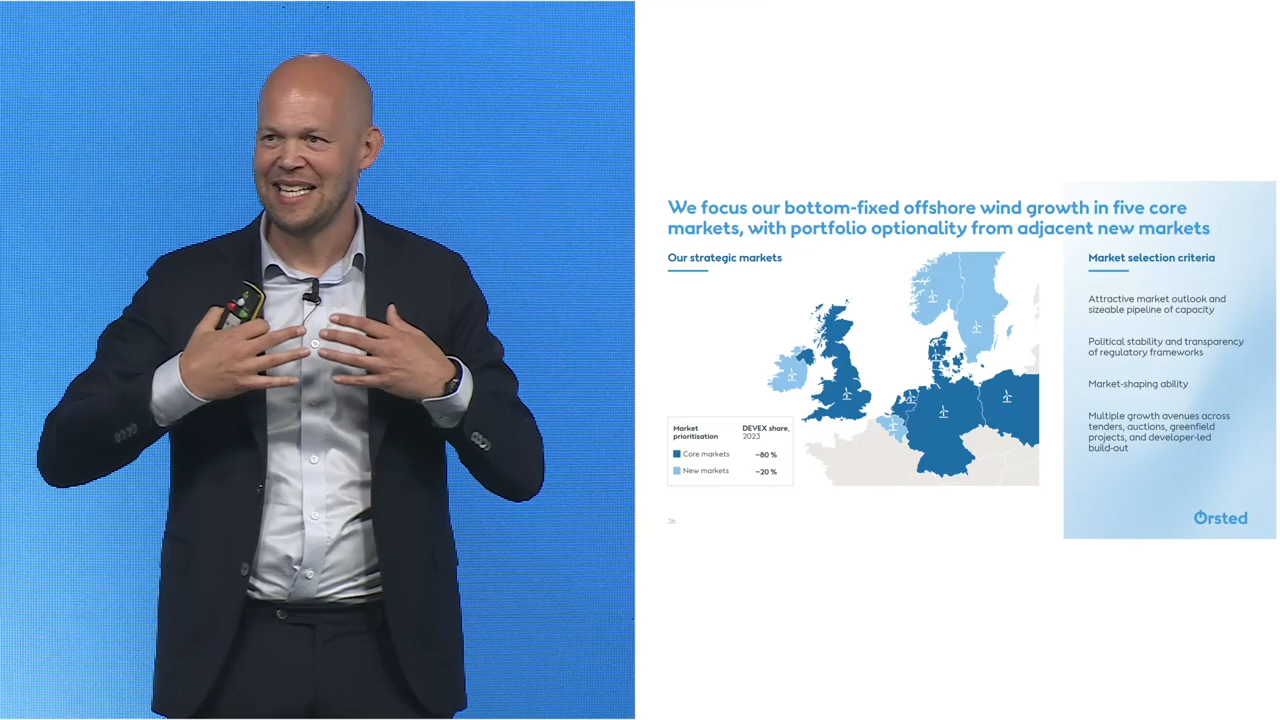 We focus our bottom-fixed offshore wind growth in five core
markets, with portfolio optionality from adjacent new markets
Our strategic markets
Market
prioritisation
DEVEX share,
2023
Core markets ~80 %
New markets ~20 %
36
Market selection criteria
Attractive market outlook and
sizeable pipeline of capacity
Political stability and transparency
of regulatory frameworks
Market-shaping ability
Multiple growth avenues across
tenders, auctions, greenfield
projects, and developer-led
build-out
Ørsted